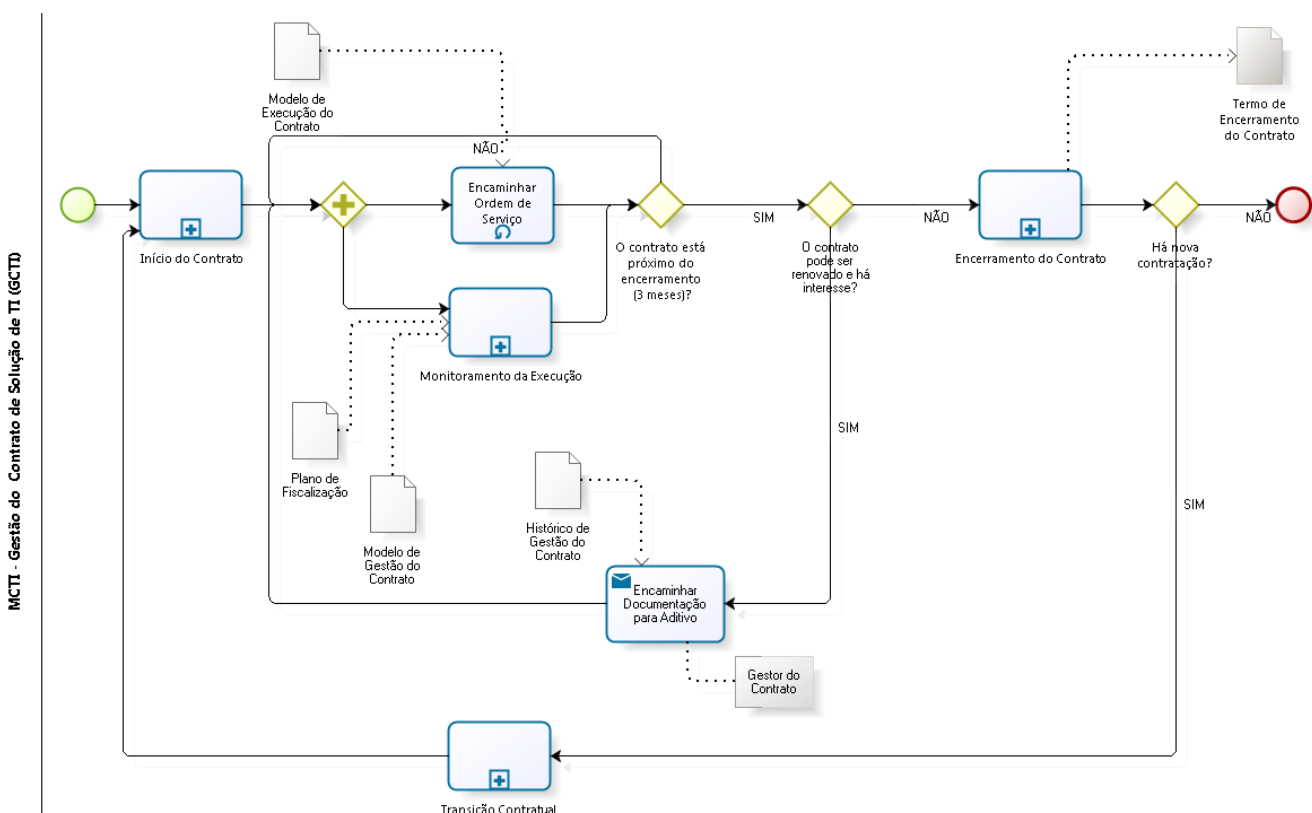 MCTI - Gestão do Contrato de Solução de TI (GCTI)
Modelo de
Execução do
Contrato
Termo de
Encerramento
do Contrato
NÃO
Encaminhar
Ordem de
Serviço
Início do Contrato
O contrato está
próximo do
encerramento
(3 meses)?
SIM
O contrato
pode ser
renovado e há
interesse?
NÃO
Encerramento do Contrato
Há nova
contratação?
NÃO
Monitoramento da Execução
Plano de
Fiscalização
Modelo de
Gestão do
Contrato
SIM
Histórico de
Gestão do
Contrato
SIM
Encaminhar
Documentação
para Aditivo
Gestor do
Contrato
Transição Contratual